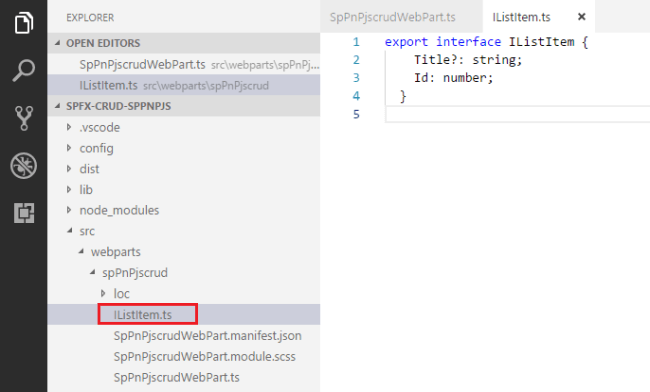 EXPLORER
OPEN EDITORS
SpPnPjscrudWebPart.ts src\webparts\spPnPj...
IListItem.ts src\webparts\spPnPjscrud
SPFX-CRUD-SPPNPJS
.vscode
config
dist
lib
node_modules
src
webparts
spPnPjscrud
loc
IListItem.ts
SpPnPjscrudWebPart.manifest.json
SpPnPjscrudWebPart.module.scss
SpPnPjscrudWebPart.ts
SpPnPjscrudWebPart.ts IListItem.ts
1 export interface IListItem {
2 Title?: string;
3 Id: number;
4 }
5